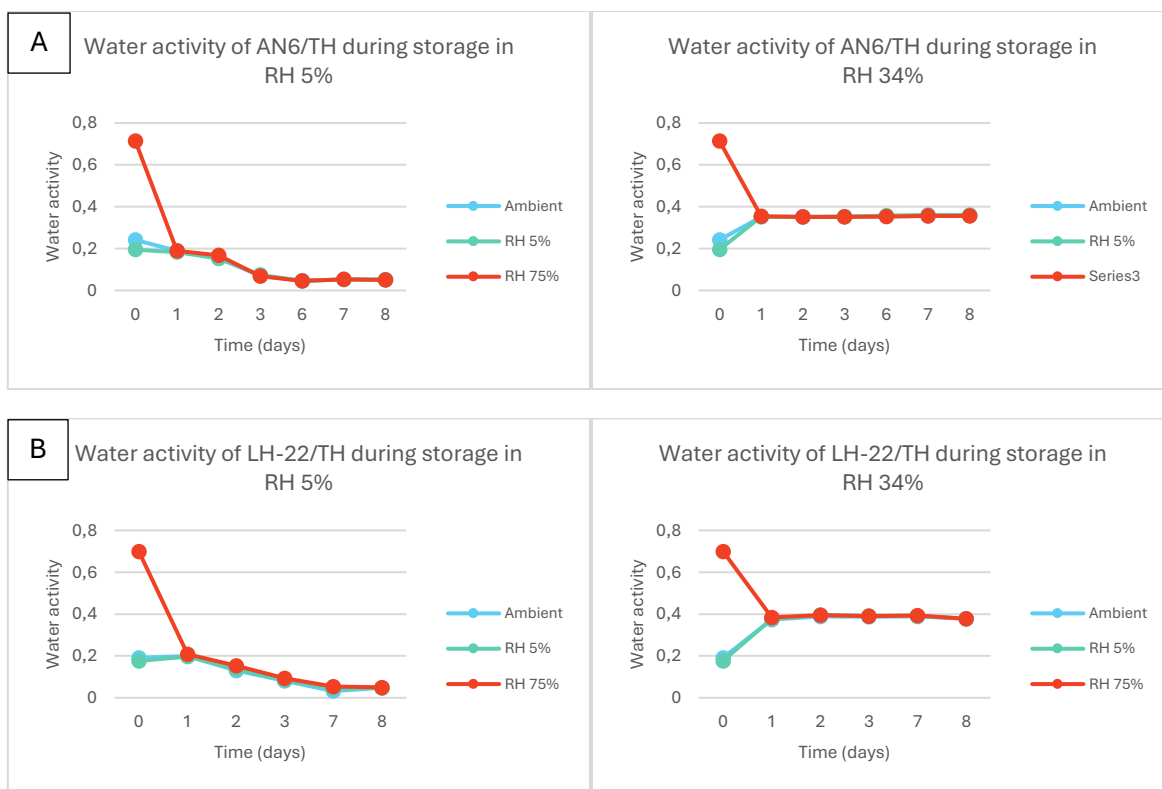 A
Water activity of AN6/TH during storage in
RH 5%
0,8
0,6
0,4
0,2
0
Water activity
0 1 2 3 6 7 8
Time (days)
Ambient
RH 5%
RH 75%
Water activity of AN6/TH during storage in
RH 34%
0,8
0,6
0,4
0,2
0
Water activity
0 1 2 3 6 7 8
Time (days)
Ambient
RH 5%
Series3
B
Water activity of LH-22/TH during storage in
RH 5%
0,8
0,6
0,4
0,2
0
Water activity
0 1 2 3 7 8
Time (days)
Ambient
RH 5%
RH 75%
Water activity of LH-22/TH during storage in
RH 34%
0,8
0,6
0,4
0,2
0
Water activity
0 1 2 3 7 8
Time (days)
Ambient
RH 5%
RH 75%